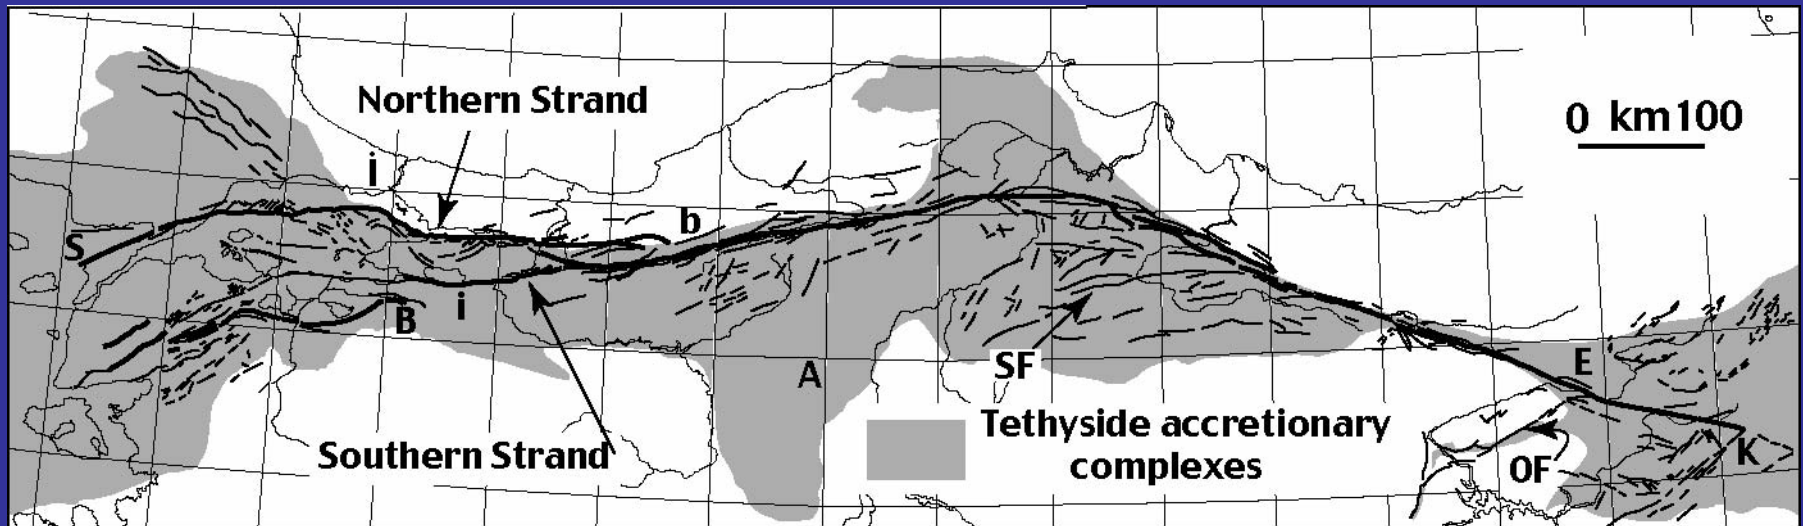 Northern Strand
0 km100
i
S
b
B
i
A
SF
E
Southern Strand
Tethyside accretionary
complexes
OF
K